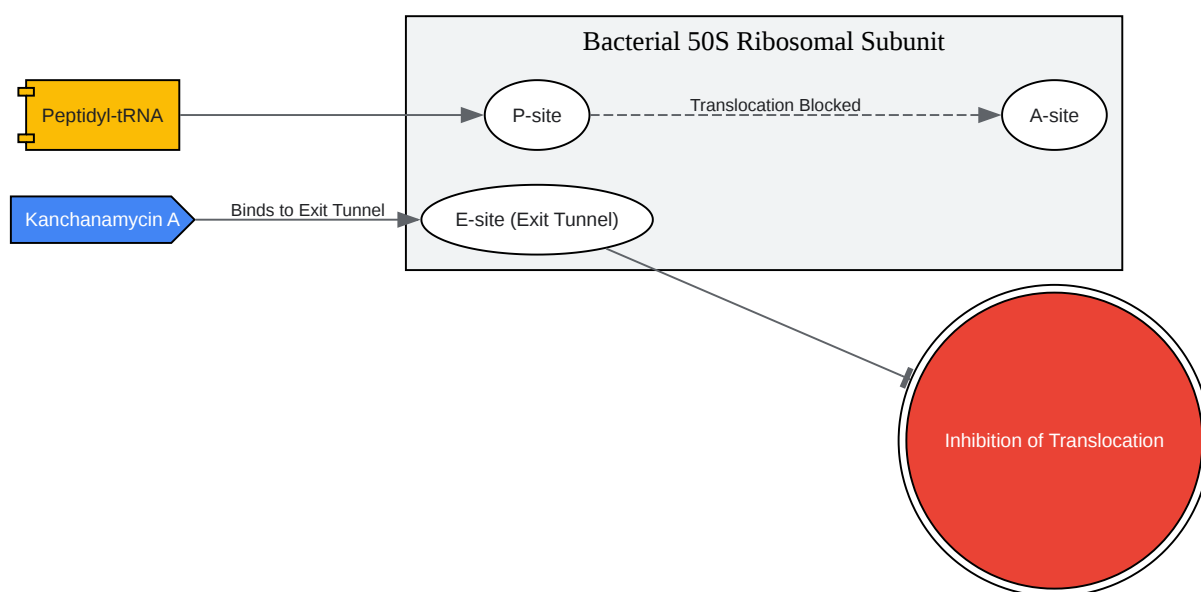 Bacterial 50S Ribosomal Subunit
Peptidyl-tRNA
P-site
Translocation Blocked
A-site
Kanchanamycin A
Binds to Exit Tunnel
E-site (Exit Tunnel)
Inhibition of Translocation